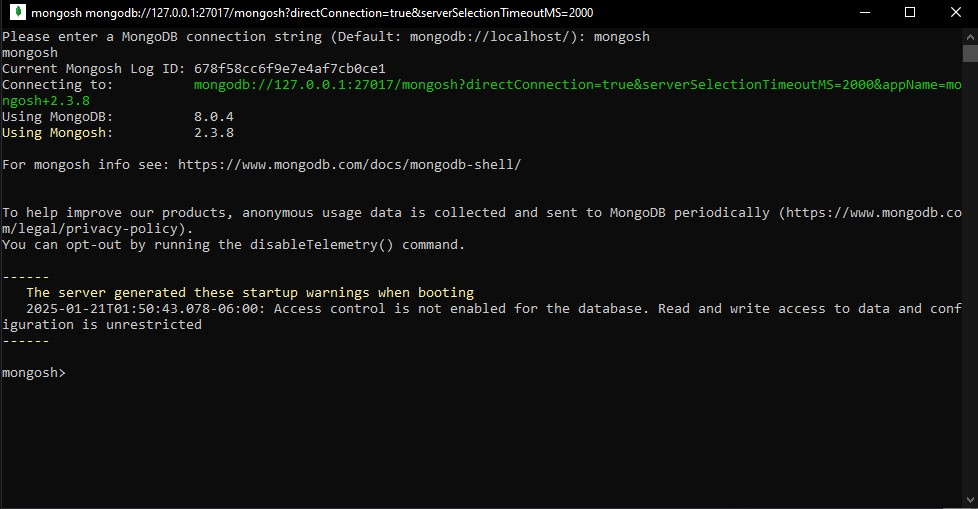 mongosh mongodb://127.0.0.1:27017/mongosh?directConnection=true&serverSelectionTimeoutMS=2000
Please enter a MongoDB connection string (Default: mongodb://localhost/): mongosh
mongosh
Current Mongosh Log ID: 678f58cc6f9e7e4af7cb0ce1
Connecting to:          mongodb://127.0.0.1:27017/mongosh?directConnection=true&serverSelectionTimeoutMS=2000&appName=mo
ngosh+2.3.8
Using MongoDB:          8.0.4
Using Mongosh:          2.3.8
For mongosh info see: https://www.mongodb.com/docs/mongodb-shell/
To help improve our products, anonymous usage data is collected and sent to MongoDB periodically (https://www.mongodb.co
m/legal/privacy-policy).
You can opt-out by running the disableTelemetry() command.
------
   The server generated these startup warnings when booting
   2025-01-21T01:50:43.078-06:00: Access control is not enabled for the database. Read and write access to data and conf
iguration is unrestricted
------
mongosh>